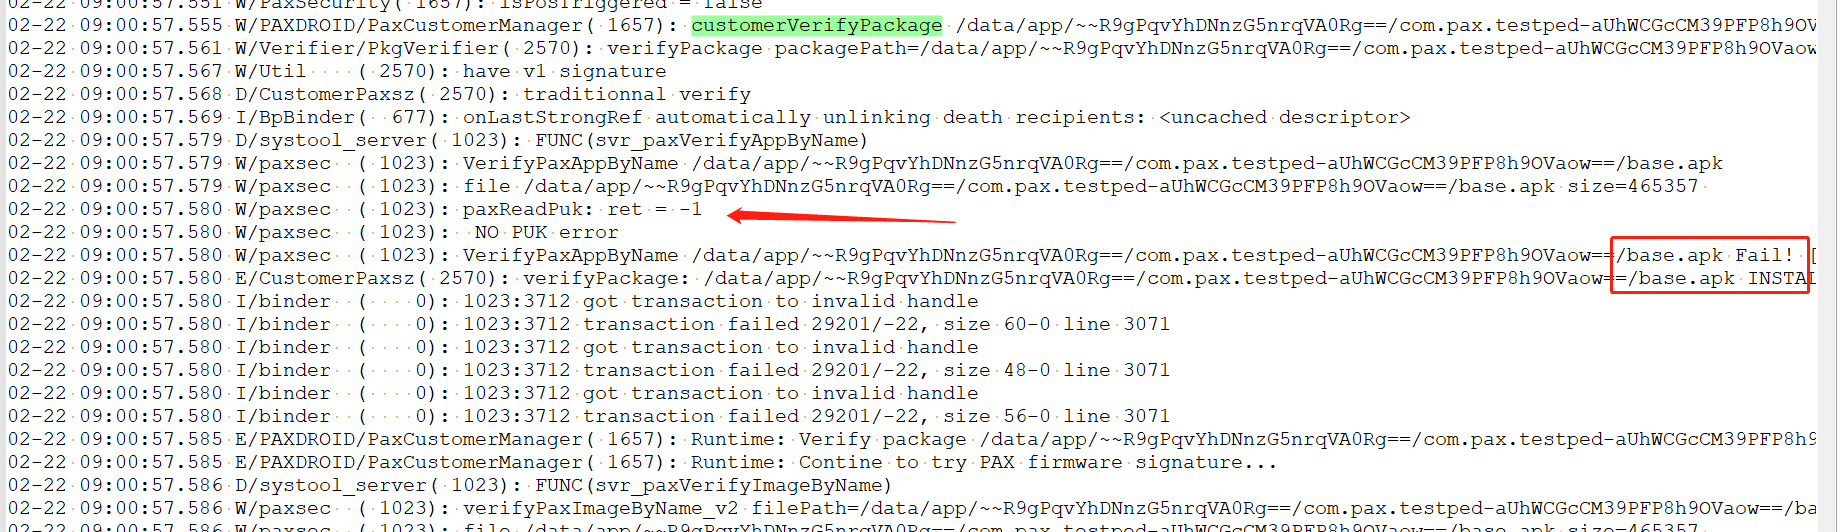 02-22 09:00:57.551 W/PaxSecurity( 1657): isPosTriggered = false
02-22 09:00:57.555 W/PAXDROID/PaxCustomerManager( 1657): customerVerifyPackage /data/app/~~R9gPqvYhDNnzG5nrqVA0Rg==/com.pax.testped-aUhWCGcCM39PFP8h9OV
02-22 09:00:57.561 W/Verifier/PkgVerifier( 2570): verifyPackage packagePath=/data/app/~~R9gPqvYhDNnzG5nrqVA0Rg==/com.pax.testped-aUhWCGcCM39PFP8h9OVaow
02-22 09:00:57.567 W/Util    ( 2570): have v1 signature
02-22 09:00:57.568 D/CustomerPaxsz( 2570): traditionnal verify
02-22 09:00:57.569 I/BpBinder(  677): onLastStrongRef automatically unlinking death recipients: <uncached descriptor>
02-22 09:00:57.579 D/systool_server( 1023): FUNC(svr_paxVerifyAppByName)
02-22 09:00:57.579 W/paxsec  ( 1023): VerifyPaxAppByName /data/app/~~R9gPqvYhDNnzG5nrqVA0Rg==/com.pax.testped-aUhWCGcCM39PFP8h9OVaow==/base.apk
02-22 09:00:57.579 W/paxsec  ( 1023): file /data/app/~~R9gPqvYhDNnzG5nrqVA0Rg==/com.pax.testped-aUhWCGcCM39PFP8h9OVaow==/base.apk size=465357
02-22 09:00:57.580 W/paxsec  ( 1023): paxReadPuk: ret = -1
02-22 09:00:57.580 W/paxsec  ( 1023):  NO PUK error
02-22 09:00:57.580 W/paxsec  ( 1023): VerifyPaxAppByName /data/app/~~R9gPqvYhDNnzG5nrqVA0Rg==/com.pax.testped-aUhWCGcCM39PFP8h9OVaow==/base.apk Fail! [
02-22 09:00:57.580 E/CustomerPaxsz( 2570): verifyPackage: /data/app/~~R9gPqvYhDNnzG5nrqVA0Rg==/com.pax.testped-aUhWCGcCM39PFP8h9OVaow==/base.apk INSTAL
02-22 09:00:57.580 I/binder  (    0): 1023:3712 got transaction to invalid handle
02-22 09:00:57.580 I/binder  (    0): 1023:3712 transaction failed 29201/-22, size 60-0 line 3071
02-22 09:00:57.580 I/binder  (    0): 1023:3712 got transaction to invalid handle
02-22 09:00:57.580 I/binder  (    0): 1023:3712 transaction failed 29201/-22, size 48-0 line 3071
02-22 09:00:57.580 I/binder  (    0): 1023:3712 got transaction to invalid handle
02-22 09:00:57.580 I/binder  (    0): 1023:3712 transaction failed 29201/-22, size 56-0 line 3071
02-22 09:00:57.585 E/PAXDROID/PaxCustomerManager( 1657): Runtime: Verify package /data/app/~~R9gPqvYhDNnzG5nrqVA0Rg==/com.pax.testped-aUhWCGcCM39PFP8h9
02-22 09:00:57.585 E/PAXDROID/PaxCustomerManager( 1657): Runtime: Contine to try PAX firmware signature...
02-22 09:00:57.586 D/systool_server( 1023): FUNC(svr_paxVerifyImageByName)
02-22 09:00:57.586 W/paxsec  ( 1023): verifyPaxImageByName_v2 filePath=/data/app/~~R9gPqvYhDNnzG5nrqVA0Rg==/com.pax.testped-aUhWCGcCM39PFP8h9OVaow==/ba
02-22 09:00:57.586 W/paxsec  ( 1023): file /data/app/~~R9gPqvYhDNnzG5nrqVA0Rg==/com.pax.testped-aUhWCGcCM39PFP8h9OVaow==/base.apk size=465357